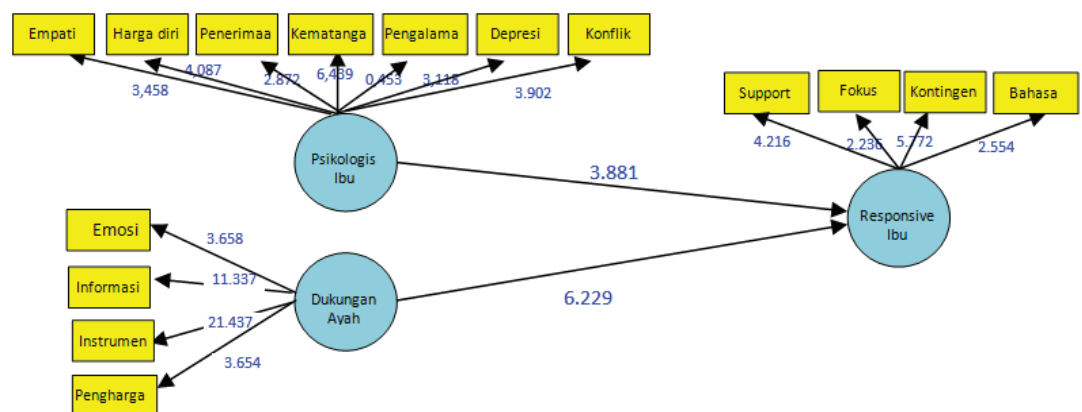 Empati
Harga diri
Penerimaa
Kematanga
Pengalama
Depresi
Konflik
3,458
4,087
2.872
6,439
0,453
3,118
3.902
Support
Fokus
Kontingen
Bahasa
4.216
2.236
5.772
2.554
Psikologis
Ibu
3.881
Responsive
Ibu
Emosi
Informasi
Instrumen
Pengharga
3.658
11.337
21.437
3.654
Dukungan
Ayah
6.229